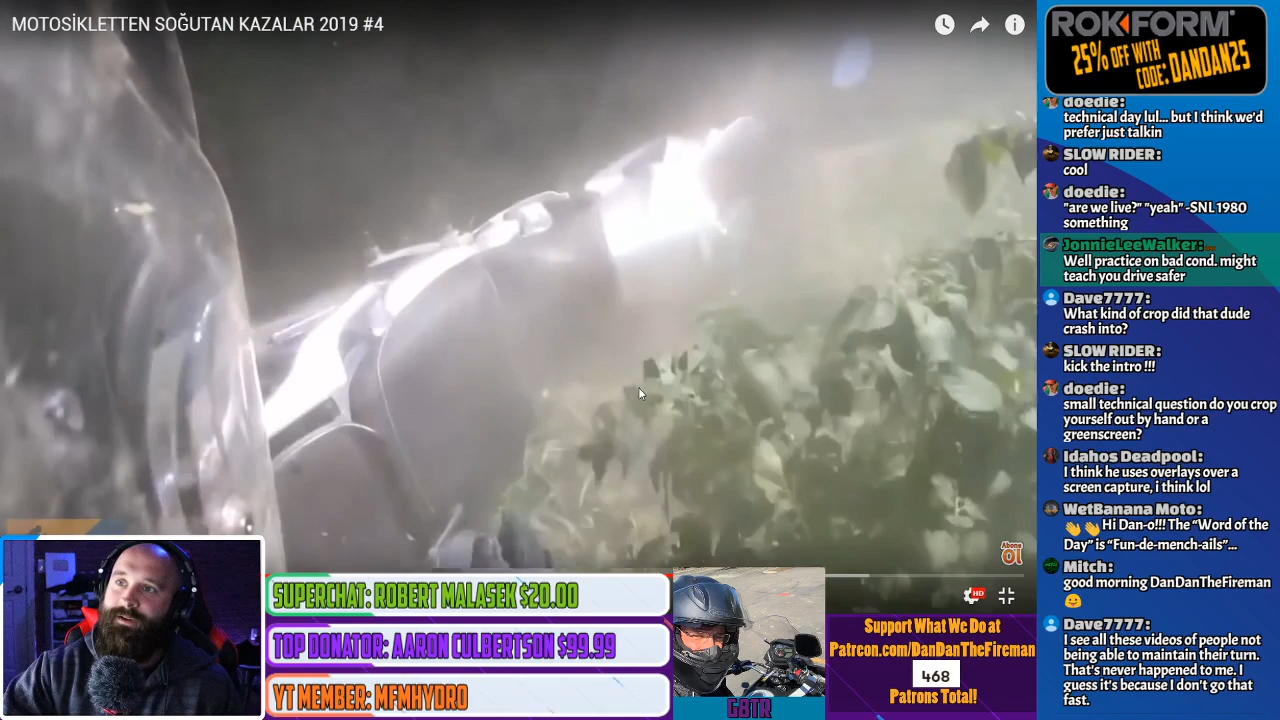 MOTOSİKLETTEN SOĞUTAN KAZALAR 2019 #4
ROKFORM
25% OFF WITH
CODE: DANDAN25
doedie:
technical day lul... but I think we'd
prefer just talkin
SLOW RIDER:
cool
doedie:
"are we live?" "yeah" -SNL 1980
something
JonnieLeeWalker:
Well practice on bad cond. might
teach you drive safer
Dave7777:
What kind of crop did that dude
crash into?
SLOW RIDER:
kick the intro !!!
doedie:
small technical question do you crop
yourself out by hand or a
greenscreen?
Idahos Deadpool:
I think he uses overlays over a
screen capture, i think lol
WetBanana Moto:
👏👏Hi Dan-o!!! The “Word of the
Day” is “Fun-de-mench-ails”...
Mitch:
good morning DanDanTheFireman
🙂
Dave7777:
I see all these videos of people not
being able to maintain their turn.
That's never happened to me. I
guess it's because I don't go that
fast.
Abone
Ol
HD
SUPERCHAT: ROBERT MALASEK $20.00
TOP DONATOR: AARON CULBERTSON $99.99
YT MEMBER: MFMHYDRO
GBTR
Support What We Do at
Patreon.com/DanDanTheFireman
468
Patrons Total!